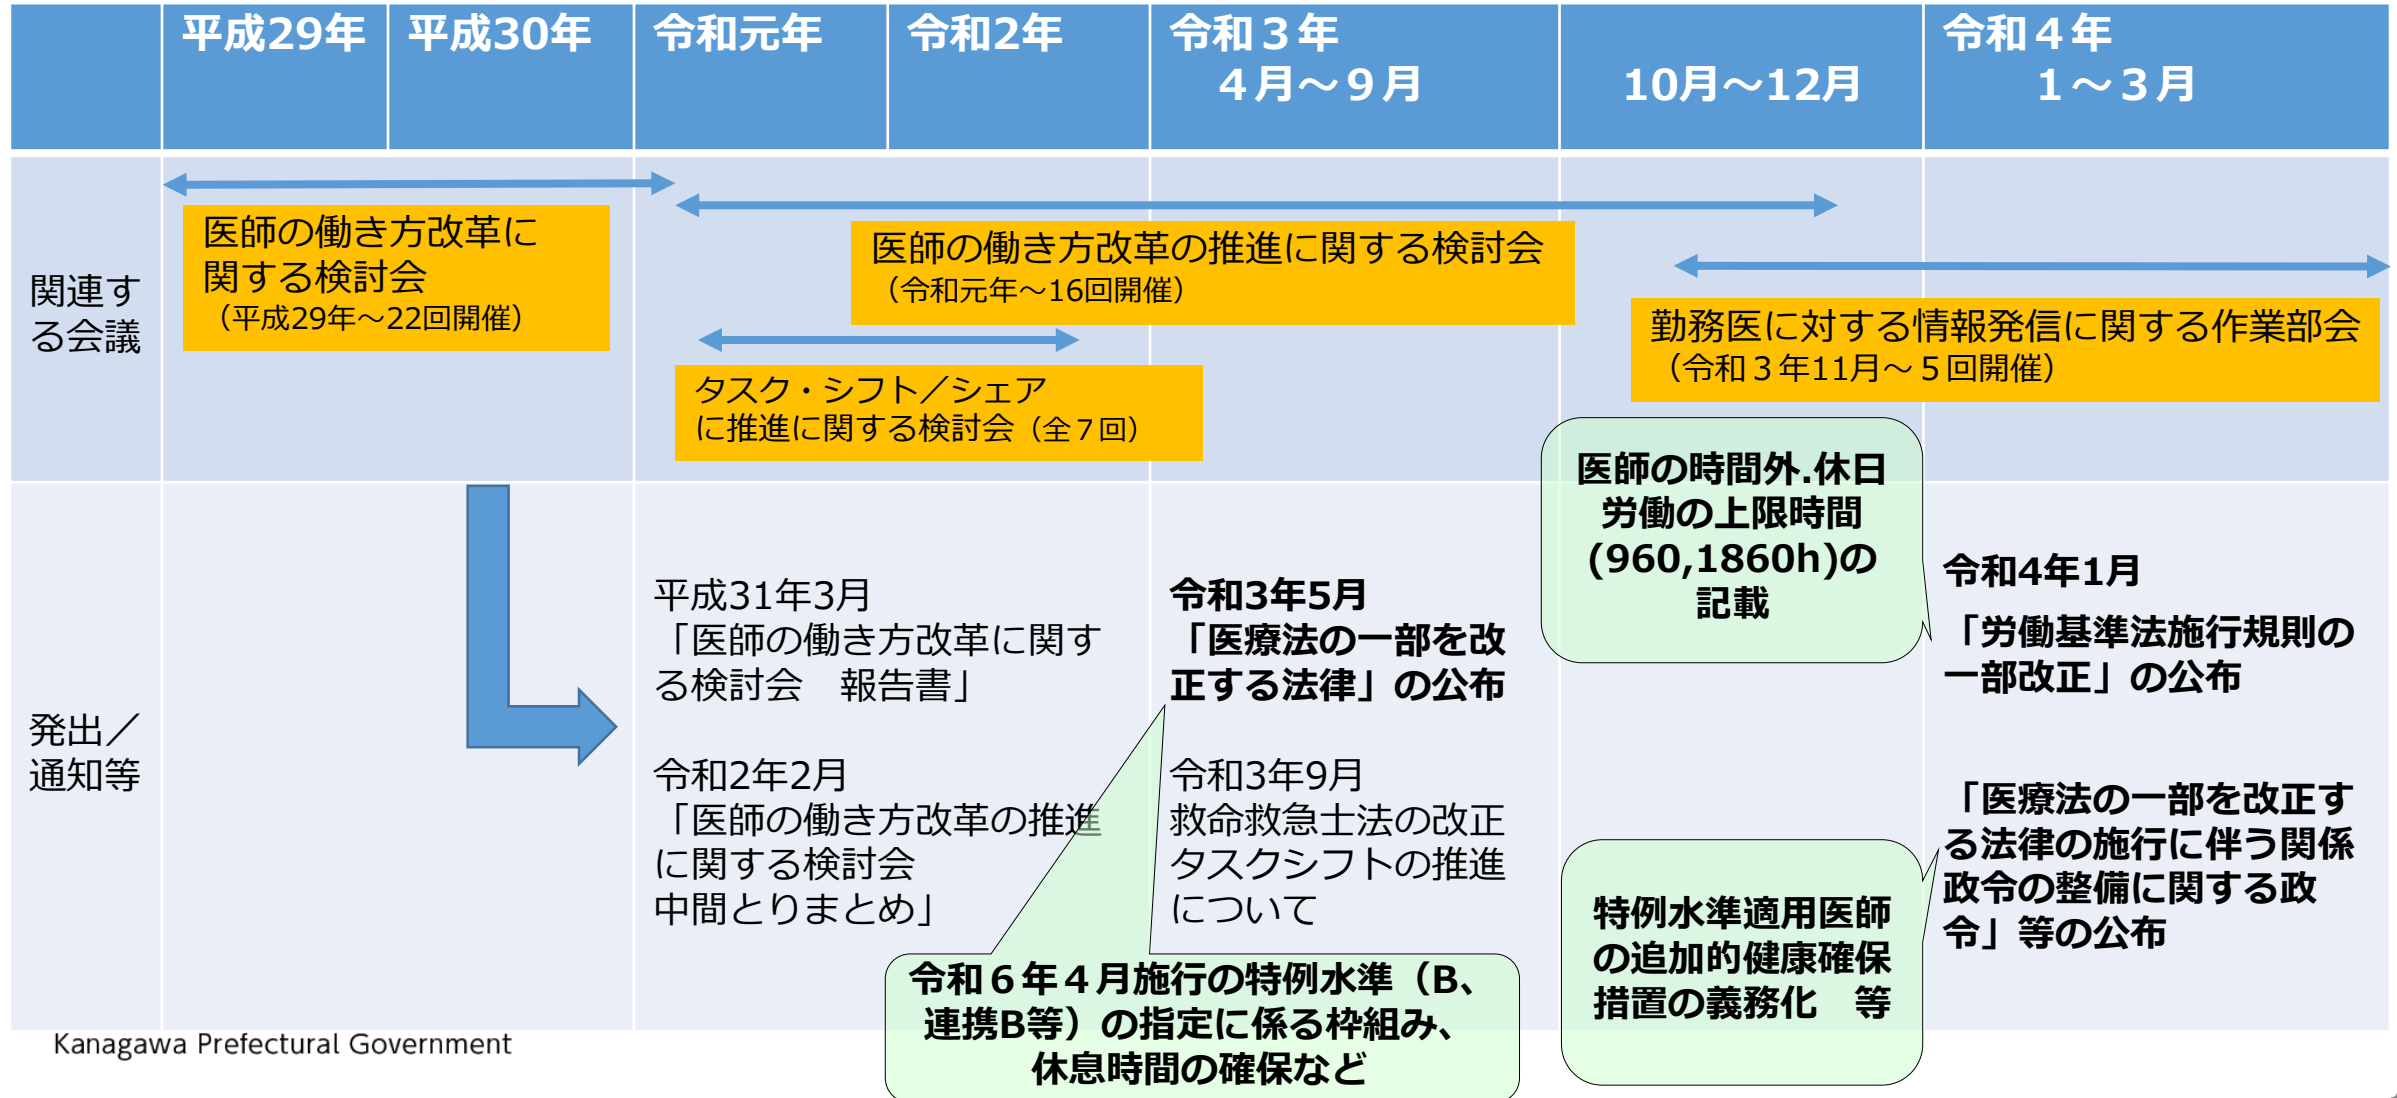 平成29年
平成30年
令和元年
令和2年
令和３年
４月～９月
10月～12月
令和４年
１～３月
関連す
る会議
医師の働き方改革に
関する検討会
（平成29年～22回開催）
医師の働き方改革の推進に関する検討会
（令和元年～16回開催）
タスク・シフト／シェア
に推進に関する検討会（全７回）
勤務医に対する情報発信に関する作業部会
（令和３年11月～５回開催）
発出／
通知等
平成31年3月
「医師の働き方改革に関す
る検討会　報告書」
令和2年2月
「医師の働き方改革の推進
に関する検討会
中間とりまとめ」
令和3年5月
「医療法の一部を改
正する法律」の公布
令和3年9月
救命救急士法の改正
タスクシフトの推進
について
令和６年４月施行の特例水準（B、
連携B等）の指定に係る枠組み、
休息時間の確保など
医師の時間外.休日
労働の上限時間
(960,1860h)の
記載
特例水準適用医師
の追加的健康確保
措置の義務化　等
令和4年1月
「労働基準法施行規則の
一部改正」の公布
「医療法の一部を改正す
る法律の施行に伴う関係
政令の整備に関する政
令」等の公布
Kanagawa Prefectural Government